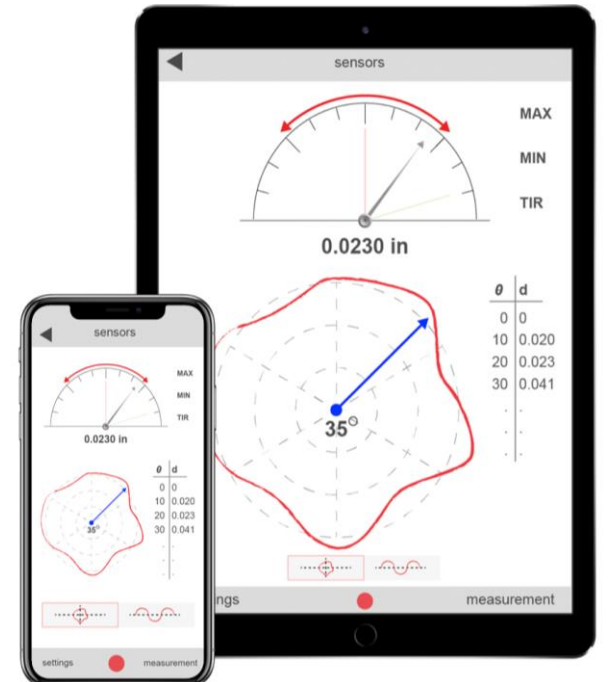 sensors
MAX
MIN
TIR
0.0230 in
θ d
0 0
10 0.020
20 0.023
30 0.041
35°
ngs
measurement
sensors
MAX
MIN
TIR
0.0230 in
θ d
0 0
10 0.020
20 0.023
30 0.041
35°
settings
measurement